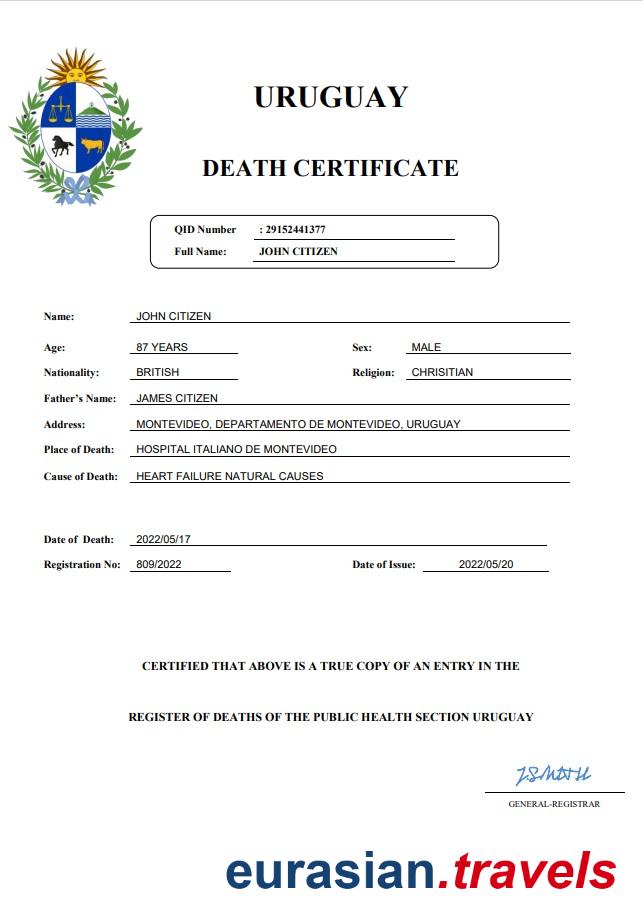 URUGUAY
DEATH CERTIFICATE
QID Number : 29152441377
Full Name: JOHN CITIZEN
Name: JOHN CITIZEN
Age: 87 YEARS Sex: MALE
Nationality: BRITISH Religion: CHRISITIAN
Father's Name: JAMES CITIZEN
Address: MONTEVIDEO, DEPARTAMENTO DE MONTEVIDEO, URUGUAY
Place of Death: HOSPITAL ITALIANO DE MONTEVIDEO
Cause of Death: HEART FAILURE NATURAL CAUSES
Date of Death: 2022/05/17
Registration No: 809/2022 Date of Issue: 2022/05/20
CERTIFIED THAT ABOVE IS A TRUE COPY OF AN ENTRY IN THE
REGISTER OF DEATHS OF THE PUBLIC HEALTH SECTION URUGUAY
GENERAL-REGISTRAR
eurasian.travels